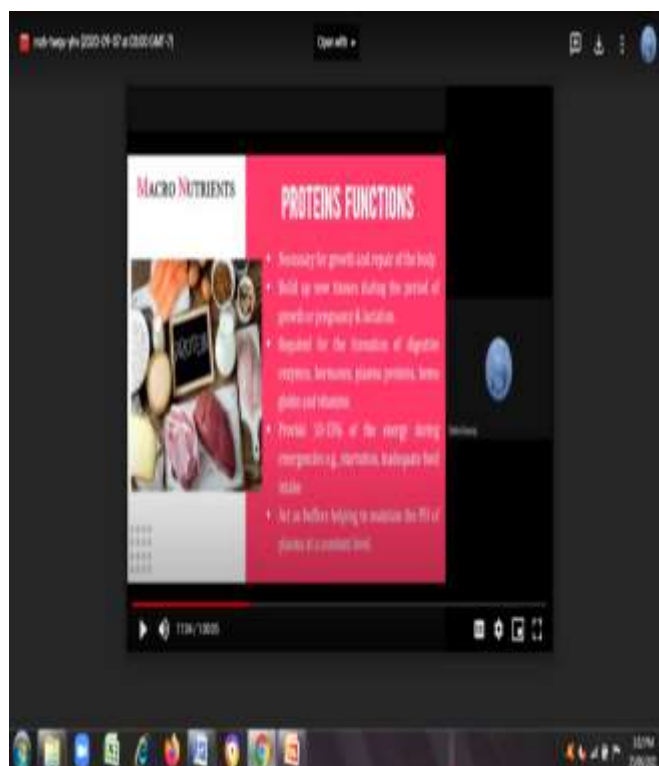 Open with
MACRO NUTRIENTS
PROTEINS FUNCTIONS
• Necessary for growth and repair of the body
• Build up new tissues during the period of
growth or pregnancy & lactation.
• Required for the formation of digestive
enzymes, hormones, plasma proteins, hemo
globin and vitamins
of the energy during
emergencies e.g., starvation, inadequate food
intake
• Act as buffers helping to maintain the PH of
plasma at a constant level.
PROTEIN